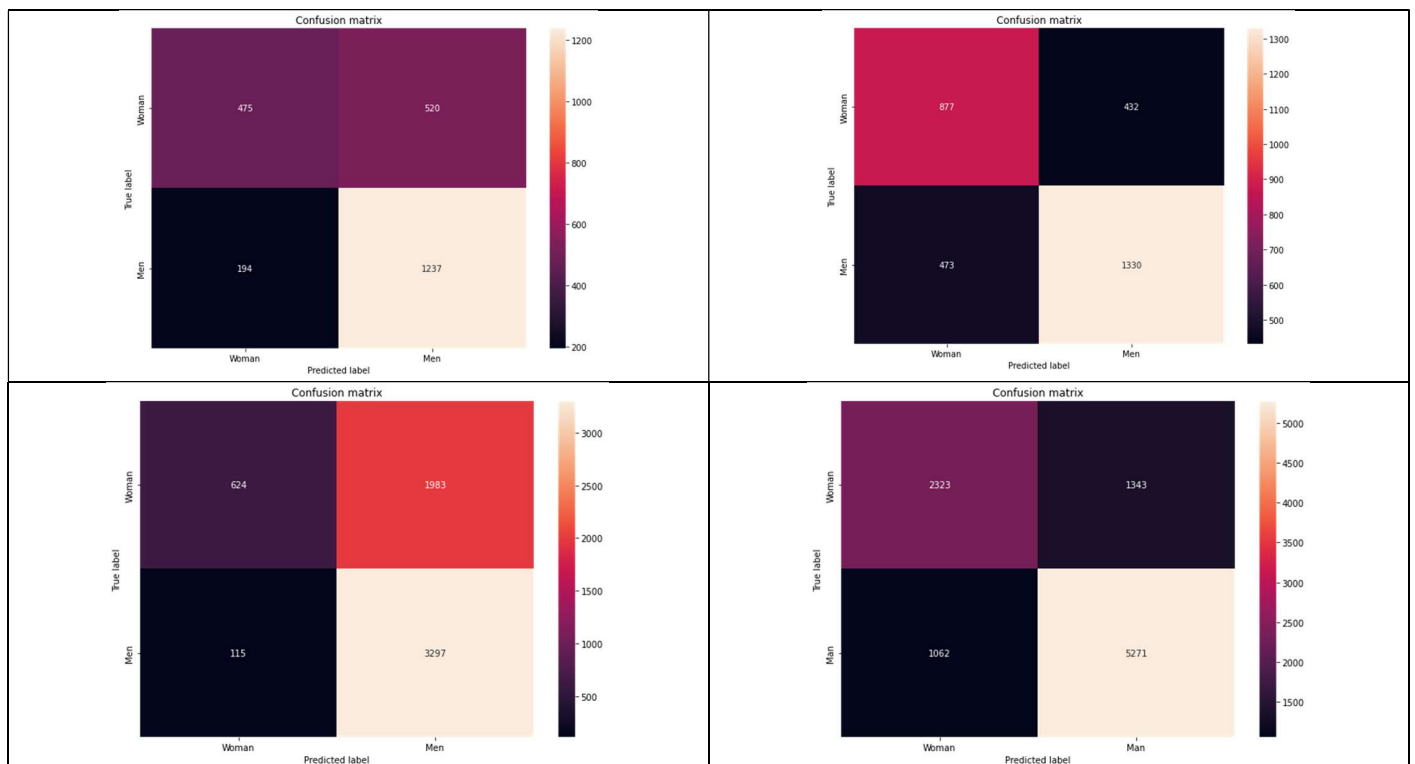 Confusion matrix
Woman
475
520
Men
194
1237
True label
Woman
Men
Predicted label
1200
1000
800
600
400
200
Confusion matrix
Woman
877
432
Men
473
1330
True label
Woman
Men
Predicted label
1300
1200
1100
1000
900
800
700
600
500
Confusion matrix
Woman
624
1983
Men
115
3297
True label
Woman
Men
Predicted label
3000
2500
2000
1500
1000
500
Confusion matrix
Woman
2323
1343
Man
1062
5271
True label
Woman
Man
Predicted label
5000
4500
4000
3500
3000
2500
2000
1500